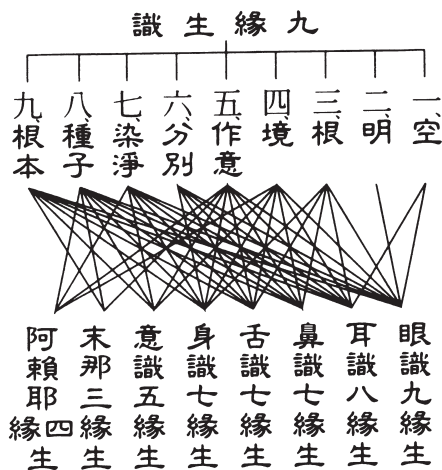 九緣生識
一、空
二、明
三、根
四、境
五、作意
六、分別
七、染淨
八、種子
九、根本
眼識九緣生
耳識八緣生
鼻識七緣生
舌識七緣生
身識七緣生
意識五緣生
末那三緣生
阿賴耶四緣生